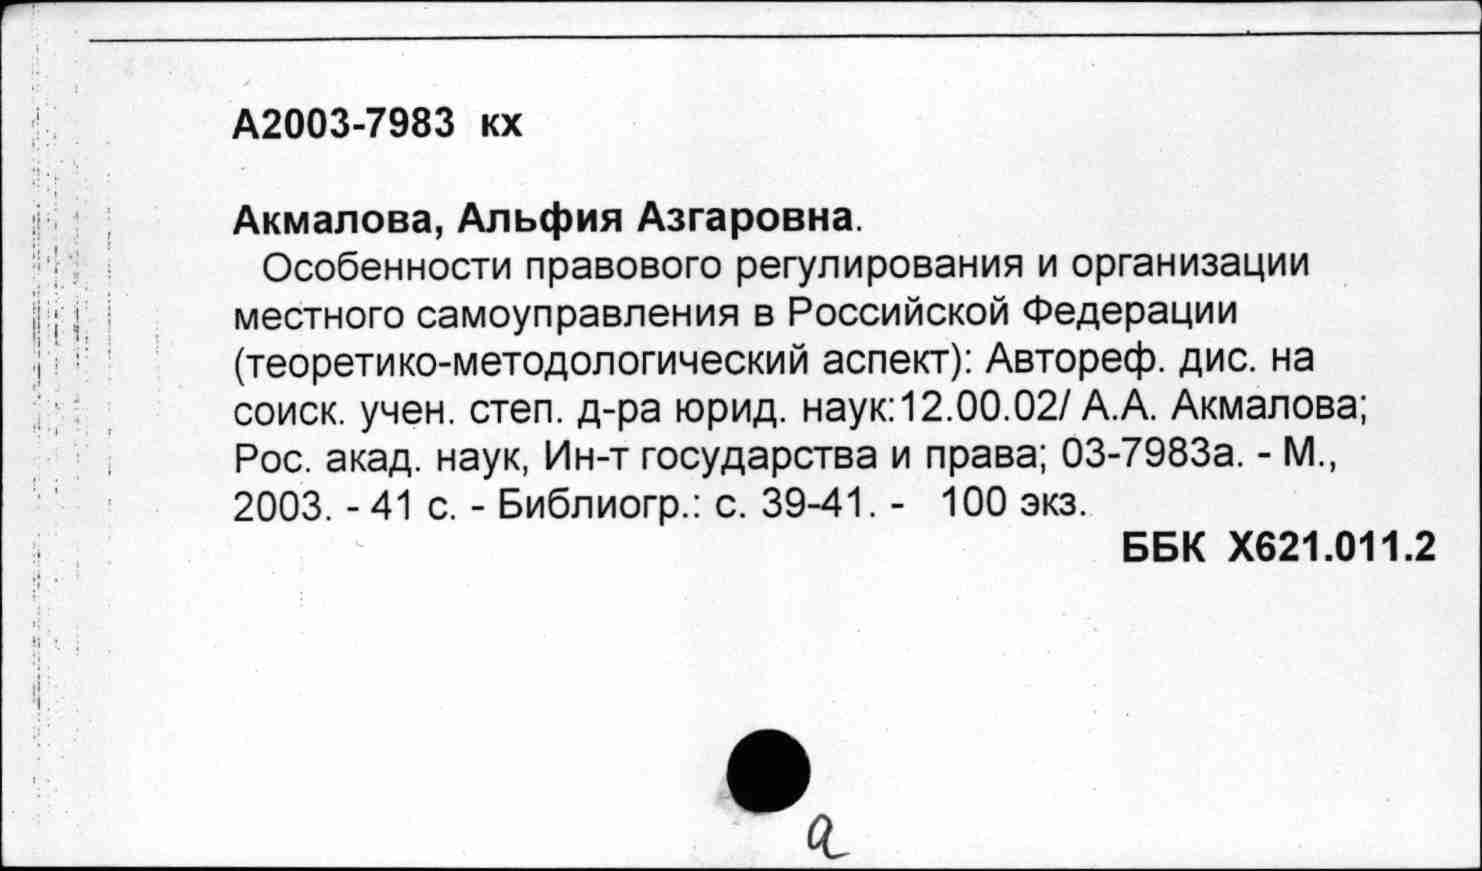 А2003-7983 кх
Акмалова, Альфия Азгаровна.
Особенности правового регулирования и организации
местного самоуправления в Российской Федерации
(теоретико-методологический аспект): Автореф. дис. на
соиск. учен. степ. д-ра юрид. наук:12.00.02/ А.А. Акмалова;
Рос. акад. наук, Ин-т государства и права; 03-7983а. - М.,
2003. - 41 с. - Библиогр.: с. 39-41. - 100 экз.
ББК Х621.011.2
а